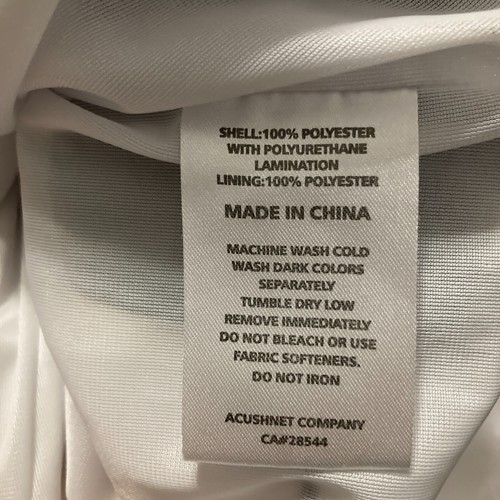 SHELL:100% POLYESTER
WITH POLYURETHANE
LAMINATION
LINING:100% POLYESTER
MADE IN CHINA
MACHINE WASH COLD
WASH DARK COLORS
SEPARATELY
TUMBLE DRY LOW
REMOVE IMMEDIATELY
DO NOT BLEACH OR USE
FABRIC SOFTENERS.
DO NOT IRON
ACUSHNET COMPANY
CA#28544